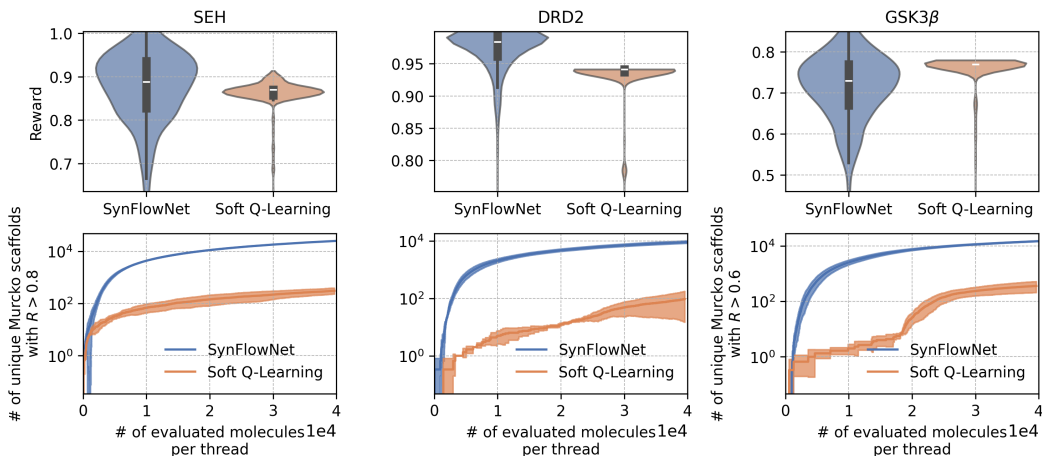 SEH
DRD2
GSK3β
Reward
1.0
0.9
0.8
0.7
0.95
0.90
0.85
0.80
0.8
0.7
0.6
0.5
SynFlowNet Soft Q-Learning
SynFlowNet Soft Q-Learning
SynFlowNet Soft Q-Learning
# of unique Murcko scaffolds
with R > 0.8
10⁴
10²
10⁰
SynFlowNet
Soft Q-Learning
0 1 2 3 4
# of evaluated molecules 1e4
per thread
10⁴
10²
10⁰
SynFlowNet
Soft Q-Learning
0 1 2 3 4
# of evaluated molecules 1e4
per thread
# of unique Murcko scaffolds
with R > 0.6
10⁴
10²
10⁰
SynFlowNet
Soft Q-Learning
0 1 2 3 4
# of evaluated molecules 1e4
per thread